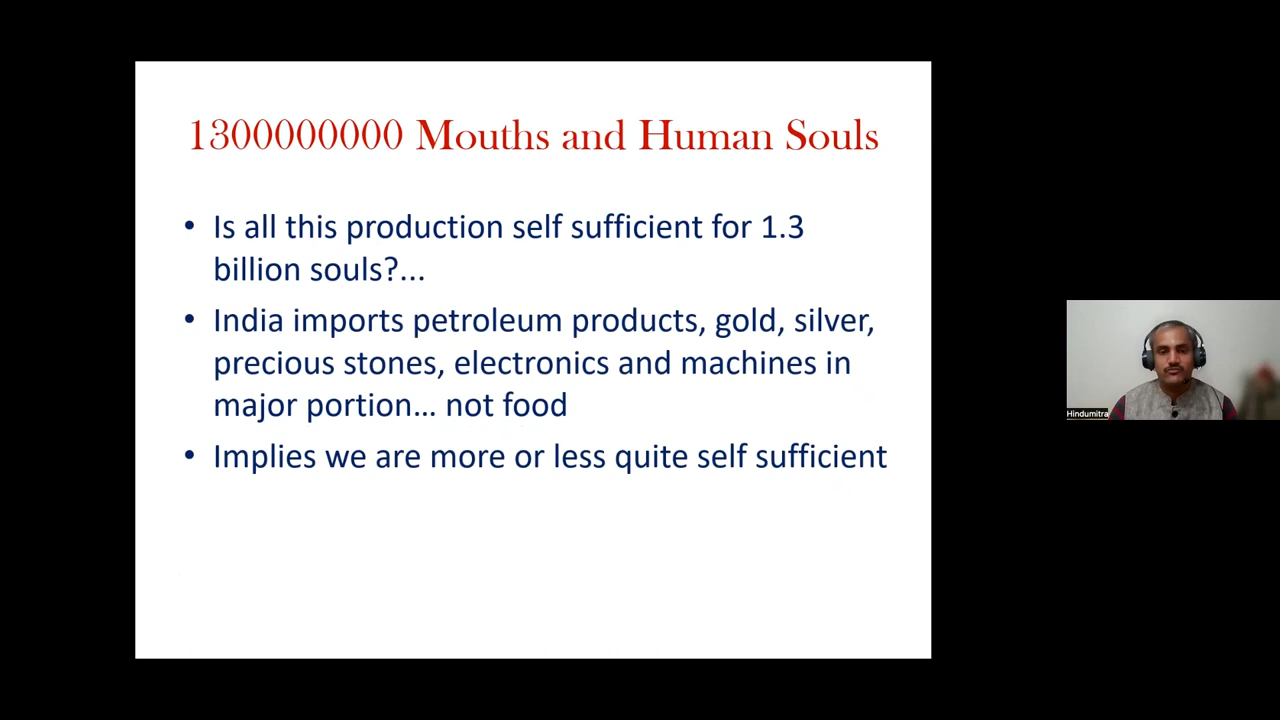 1300000000 Mouths and Human Souls
• Is all this production self sufficient for 1.3
billion souls?...
• India imports petroleum products, gold, silver,
precious stones, electronics and machines in
major portion… not food
• Implies we are more or less quite self sufficient
Hindumitra